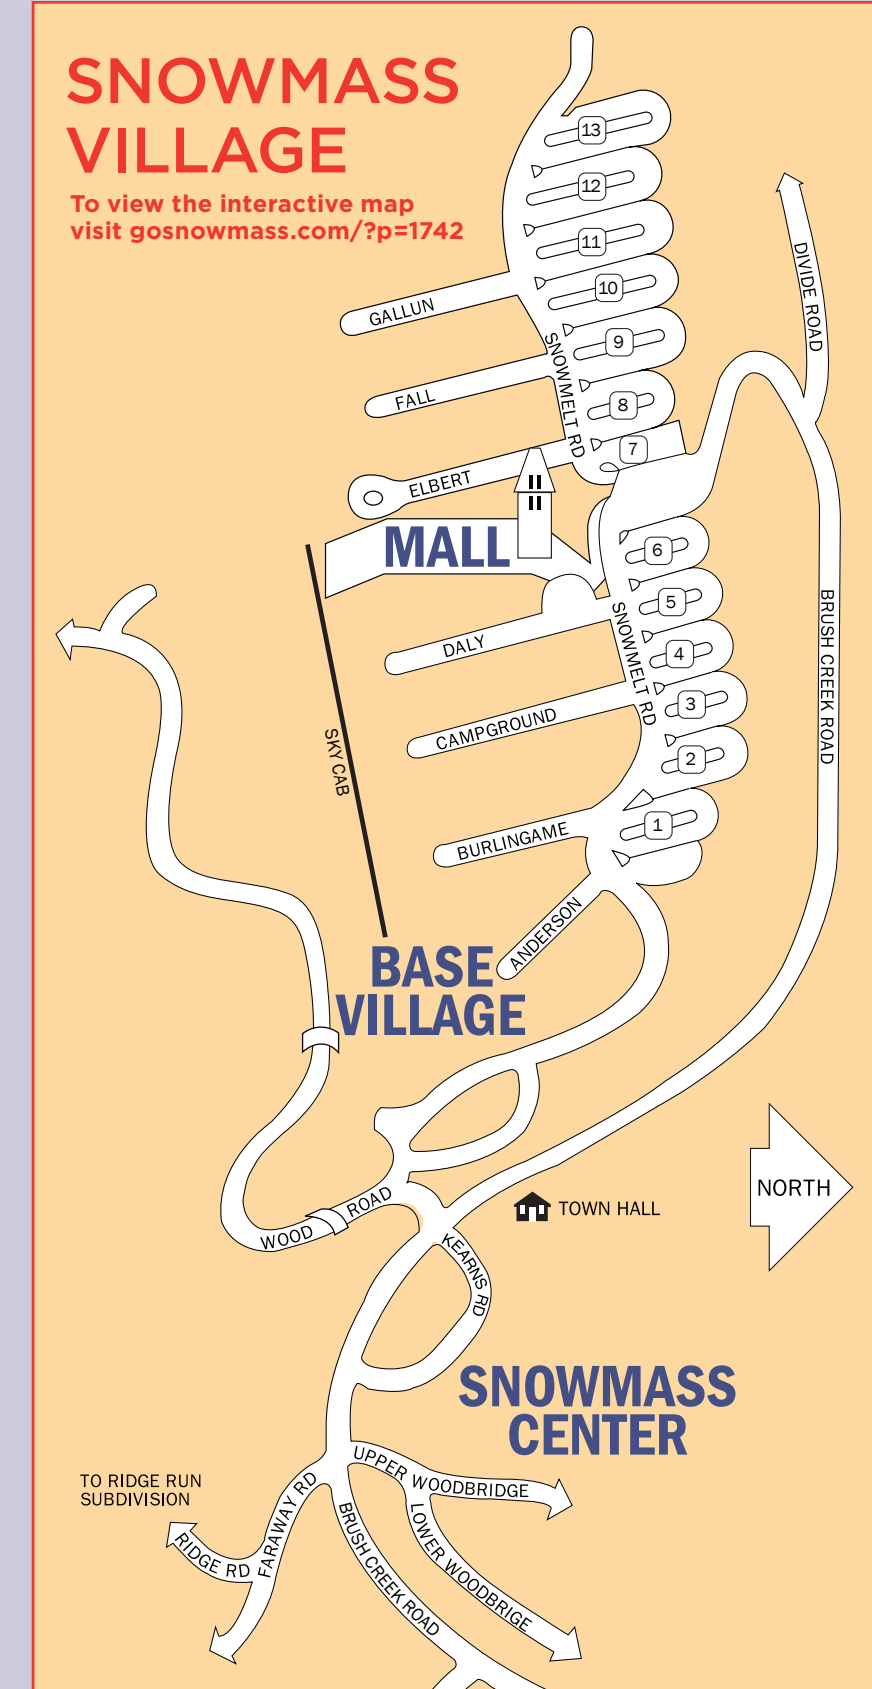 SNOWMASS
VILLAGE
To view the interactive map
visit gosnowmass.com/?p=1742
13
12
11
10
9
8
7
GALLUN
FALL
ELBERT
SNOWMELT RD
DIVIDE ROAD
MALL
6
5
4
3
2
1
DALY
CAMPGROUND
BURLINGAME
ANDERSON
SNOWMELT RD
BRUSH CREEK ROAD
SKY CAB
BASE
VILLAGE
NORTH
TOWN HALL
WOOD ROAD
KEARNS RD
SNOWMASS
CENTER
TO RIDGE RUN
SUBDIVISION
UPPER WOODBRIDGE
LOWER WOODBRIGE
FARAWAY RD
RIDGE RD
BRUSH CREEK ROAD